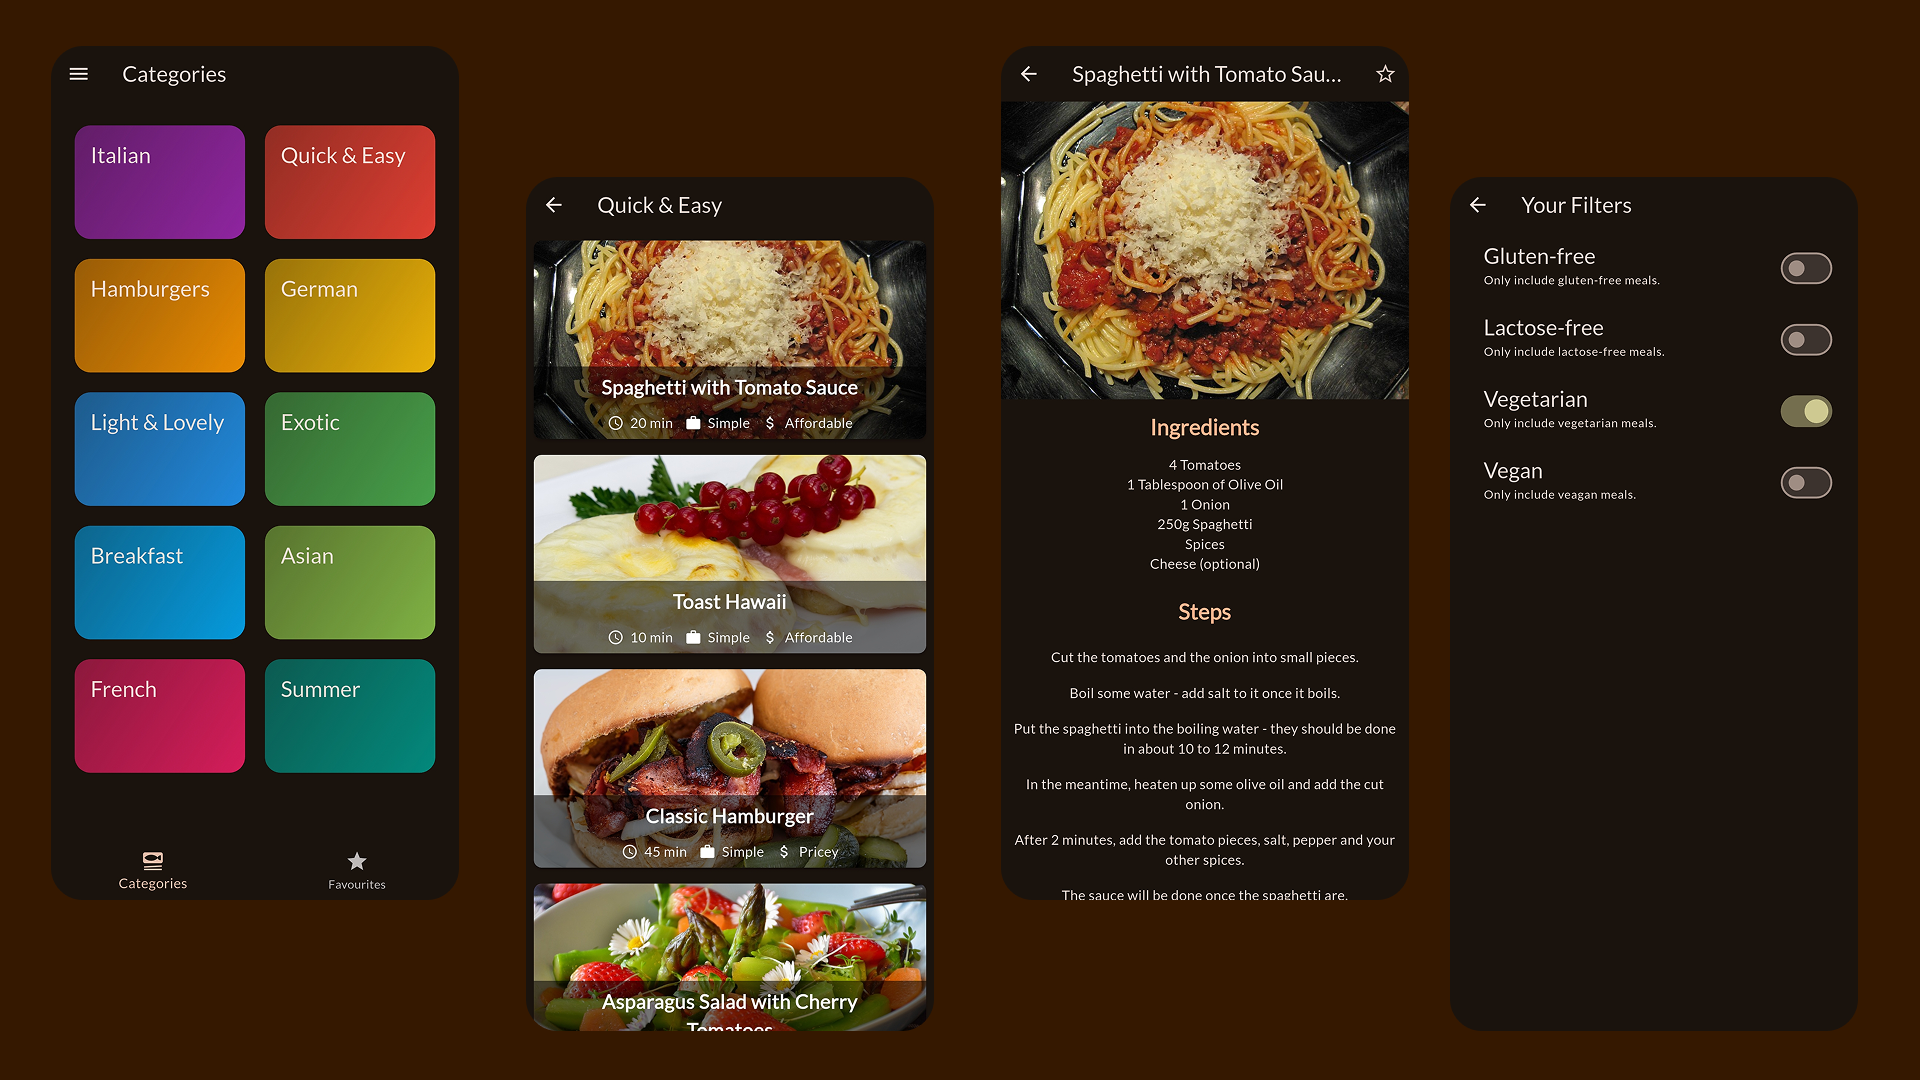 Categories
Italian
Quick & Easy
Hamburgers
German
Light & Lovely
Exotic
Breakfast
Asian
French
Summer
Categories
Favourites
Quick & Easy
Spaghetti with Tomato Sauce
20 min Simple $ Affordable
Toast Hawaii
10 min Simple $ Affordable
Classic Hamburger
45 min Simple $ Pricey
Asparagus Salad with Cherry
Tomatoes
Spaghetti with Tomato Sau...
Ingredients
4 Tomatoes
1 Tablespoon of Olive Oil
1 Onion
250g Spaghetti
Spices
Cheese (optional)
Steps
Cut the tomatoes and the onion into small pieces.
Boil some water - add salt to it once it boils.
Put the spaghetti into the boiling water - they should be done
in about 10 to 12 minutes.
In the meantime, heaten up some olive oil and add the cut
onion.
After 2 minutes, add the tomato pieces, salt, pepper and your
other spices.
The sauce will be done once the spaghetti are.
Your Filters
Gluten-free
Only include gluten-free meals.
Lactose-free
Only include lactose-free meals.
Vegetarian
Only include vegetarian meals.
Vegan
Only include veagan meals.